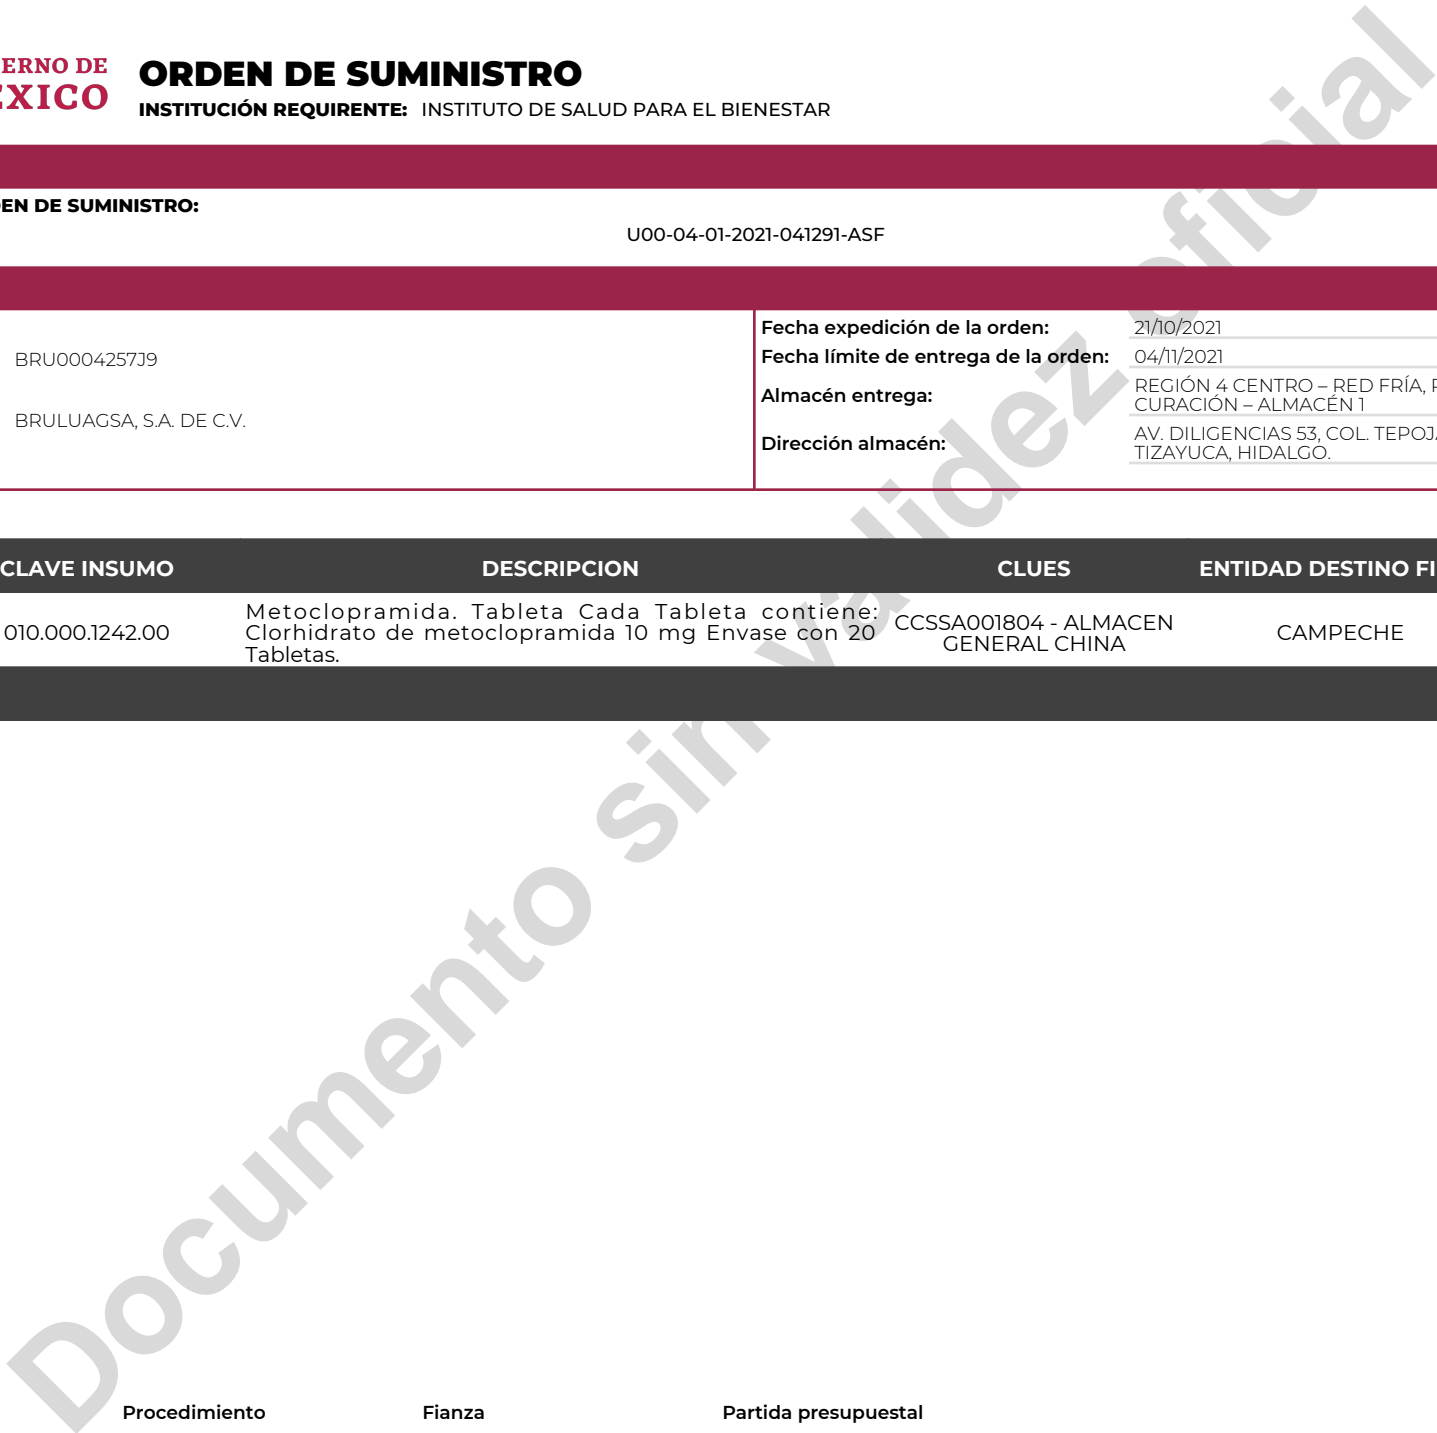 ERNO DE
ÉXICO
ORDEN DE SUMINISTRO
INSTITUCIÓN REQUIRENTE: INSTITUTO DE SALUD PARA EL BIENESTAR
EN DE SUMINISTRO:
U00-04-01-2021-041291-ASF
BRU0004257J9
BRULUAGSA, S.A. DE C.V.
Fecha expedición de la orden: 21/10/2021
Fecha límite de entrega de la orden: 04/11/2021
Almacén entrega: REGIÓN 4 CENTRO – RED FRÍA,
CURACIÓN – ALMACÉN 1
Dirección almacén: AV. DILIGENCIAS 53, COL. TEPOJ
TIZAYUCA, HIDALGO.
CLAVE INSUMO DESCRIPCION CLUES ENTIDAD DESTINO FI
010.000.1242.00
Metoclopramida. Tableta Cada Tableta contiene:
Clorhidrato de metoclopramida 10 mg Envase con 20
Tabletas.
CCSSA001804 - ALMACEN
GENERAL CHINA
CAMPECHE
Documento sin validez oficial
Procedimiento Fianza Partida presupuestal